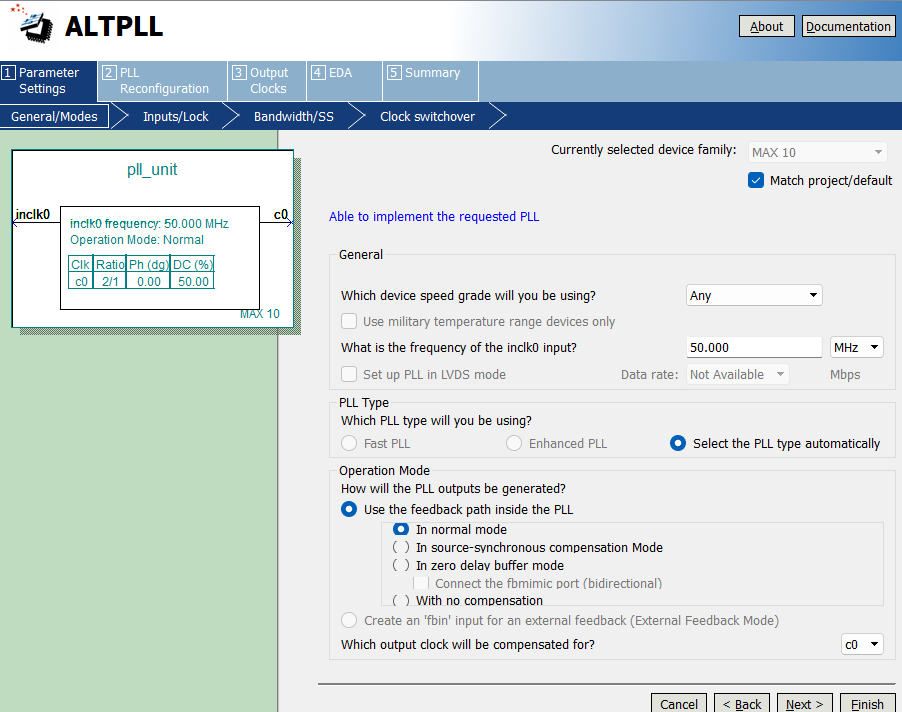 ALTPLL
About
Documentation
1 Parameter Settings
2 PLL Reconfiguration
3 Output Clocks
4 EDA
5 Summary
General/Modes
Inputs/Lock
Bandwidth/SS
Clock switchover
pll_unit
inclk0
c0
inclk0 frequency: 50.000 MHz
Operation Mode: Normal
Clk Ratio Ph (dg) DC (%)
c0 2/1 0.00 50.00
MAX 10
Currently selected device family: MAX 10
Match project/default
Able to implement the requested PLL
General
Which device speed grade will you be using? Any
Use military temperature range devices only
What is the frequency of the inclk0 input? 50.000 MHz
Set up PLL in LVDS mode Data rate: Not Available Mbps
PLL Type
Which PLL type will you be using?
Fast PLL Enhanced PLL Select the PLL type automatically
Operation Mode
How will the PLL outputs be generated?
Use the feedback path inside the PLL
In normal mode
In source-synchronous compensation Mode
In zero delay buffer mode
Connect the fbmimic port (bidirectional)
With no compensation
Create an 'fbin' input for an external feedback (External Feedback Mode)
Which output clock will be compensated for? c0
Cancel < Back Next > Finish